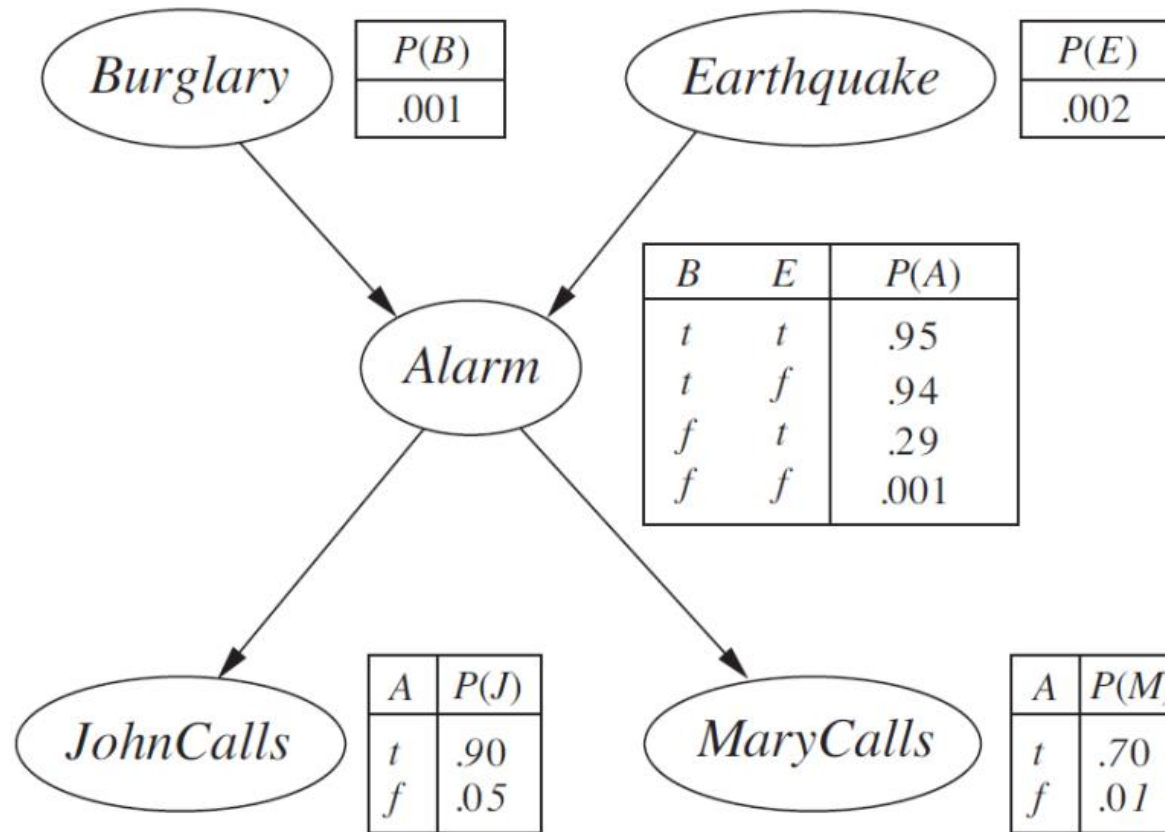 Burglary
P(B)
.001
Earthquake
P(E)
.002
B E P(A)
t t .95
t f .94
f t .29
f f .001
Alarm
JohnCalls
A P(J)
t .90
f .05
MaryCalls
A P(M)
t .70
f .01